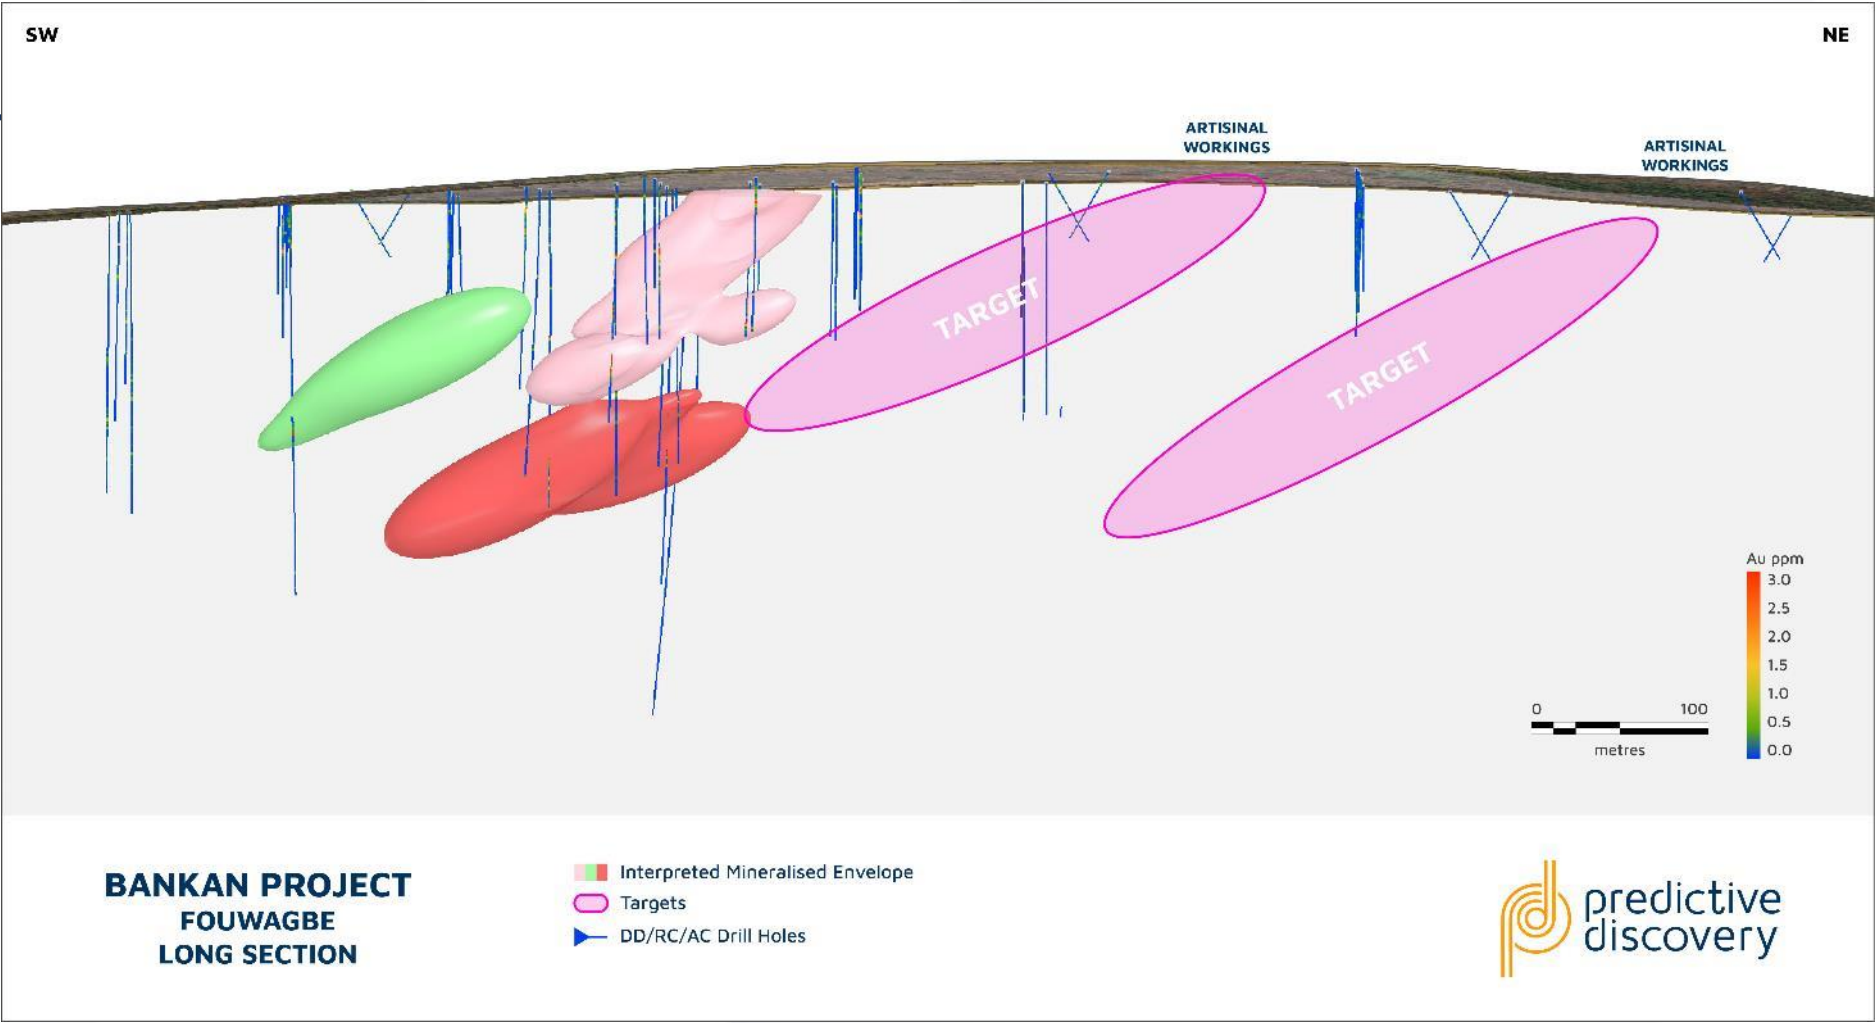 SW
NE
ARTISINAL
WORKINGS
ARTISINAL
WORKINGS
TARGET
TARGET
Au ppm
3.0
2.5
2.0
1.5
1.0
0.5
0.0
0 100
metres
BANKAN PROJECT
FOUWAGBE
LONG SECTION
Interpreted Mineralised Envelope
Targets
DD/RC/AC Drill Holes
predictive
discovery